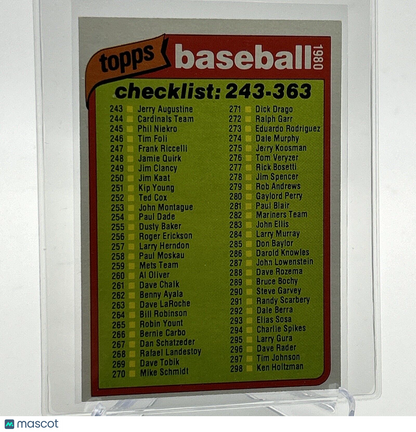 topps baseball 1980
checklist: 243-363
243 Jerry Augustine
244 Cardinals Team
245 Phil Niekro
246 Tim Foli
247 Frank Riccelli
248 Jamie Quirk
249 Jim Clancy
250 Jim Kaat
251 Kip Young
252 Ted Cox
253 John Montague
254 Paul Dade
255 Dusty Baker
256 Roger Erickson
257 Larry Herndon
258 Paul Moskau
259 Mets Team
260 Al Oliver
261 Dave Chalk
262 Benny Ayala
263 Dave LaRoche
264 Bill Robinson
265 Robin Yount
266 Bernie Carbo
267 Dan Schatzeder
268 Rafael Landestoy
269 Dave Tobik
270 Mike Schmidt
271 Dick Drago
272 Ralph Garr
273 Eduardo Rodriguez
274 Dale Murphy
275 Jerry Koosman
276 Tom Veryzer
277 Rick Bosetti
278 Jim Spencer
279 Rob Andrews
280 Gaylord Perry
281 Paul Blair
282 Mariners Team
283 John Ellis
284 Larry Murray
285 Don Baylor
286 Darold Knowles
287 John Lowenstein
288 Dave Rozema
289 Bruce Bochy
290 Steve Garvey
291 Randy Scarbery
292 Dale Berra
293 Elias Sosa
294 Charlie Spikes
295 Larry Gura
296 Dave Rader
297 Tim Johnson
298 Ken Holtzman
mascot